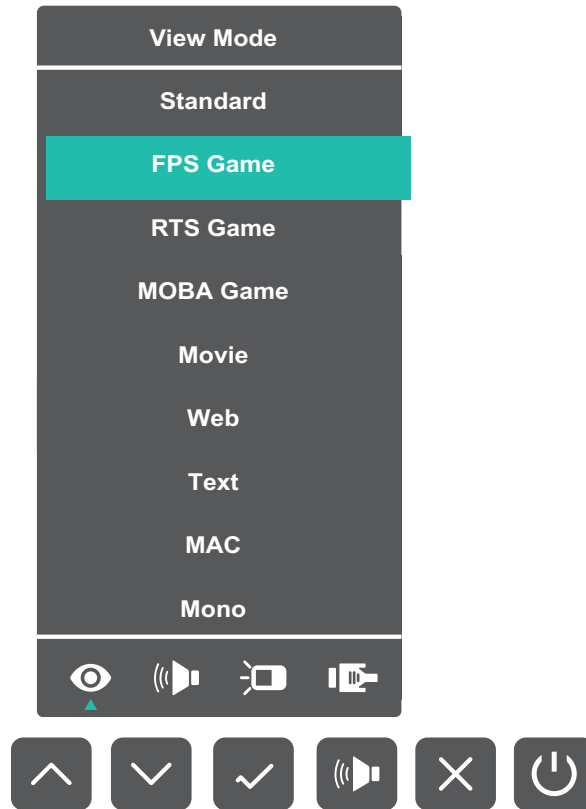 View Mode
Standard
FPS Game
RTS Game
MOBA Game
Movie
Web
Text
MAC
Mono